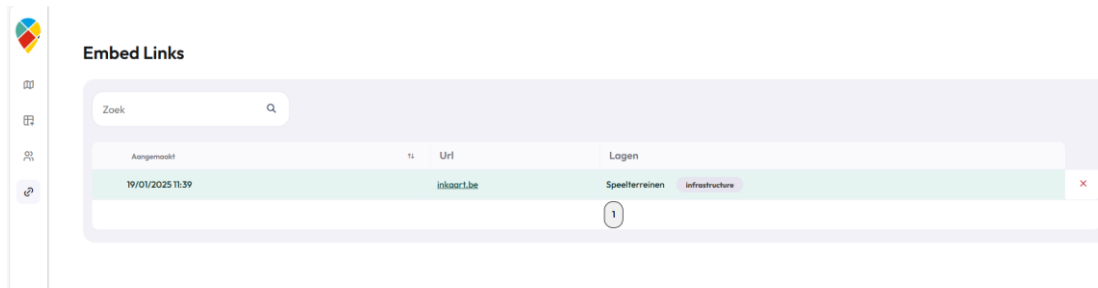 Embed Links
Zoek
Aangemaakt Url Lagen
19/01/2025 11:39 inkaart.be Speelterreinen infrastructure
1